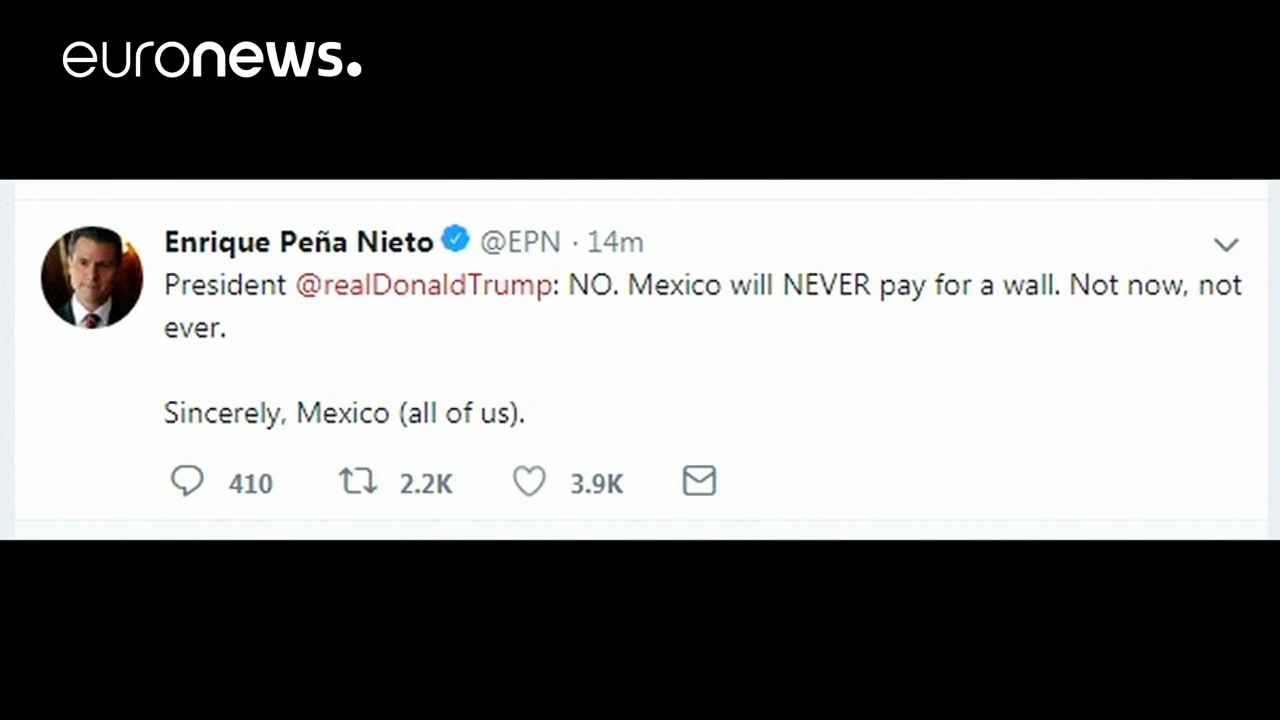 euronews.
Enrique Peña Nieto @EPN · 14m
President @realDonaldTrump: NO. Mexico will NEVER pay for a wall. Not now, not
ever.
Sincerely, Mexico (all of us).
410 2.2K 3.9K